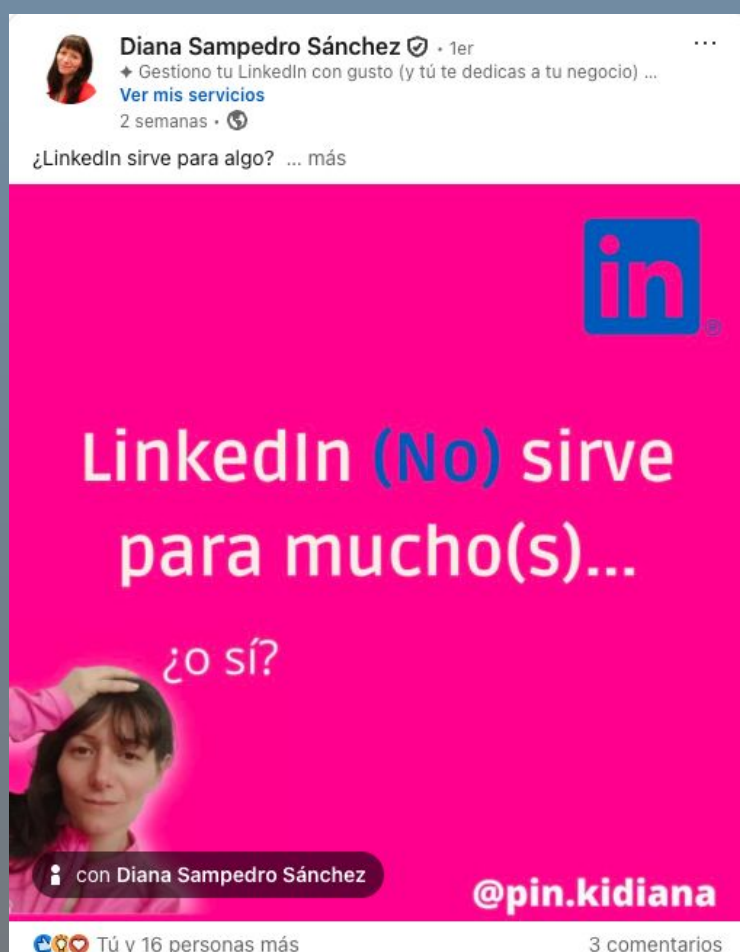 Diana Sampedro Sánchez · 1er
✦ Gestiono tu LinkedIn con gusto (y tú te dedicas a tu negocio) ...
Ver mis servicios
2 semanas ·
¿LinkedIn sirve para algo? ... más
in
®
LinkedIn (No) sirve
para mucho(s)...
¿o sí?
con Diana Sampedro Sánchez
@pin.kidiana
Tú y 16 personas más
3 comentarios